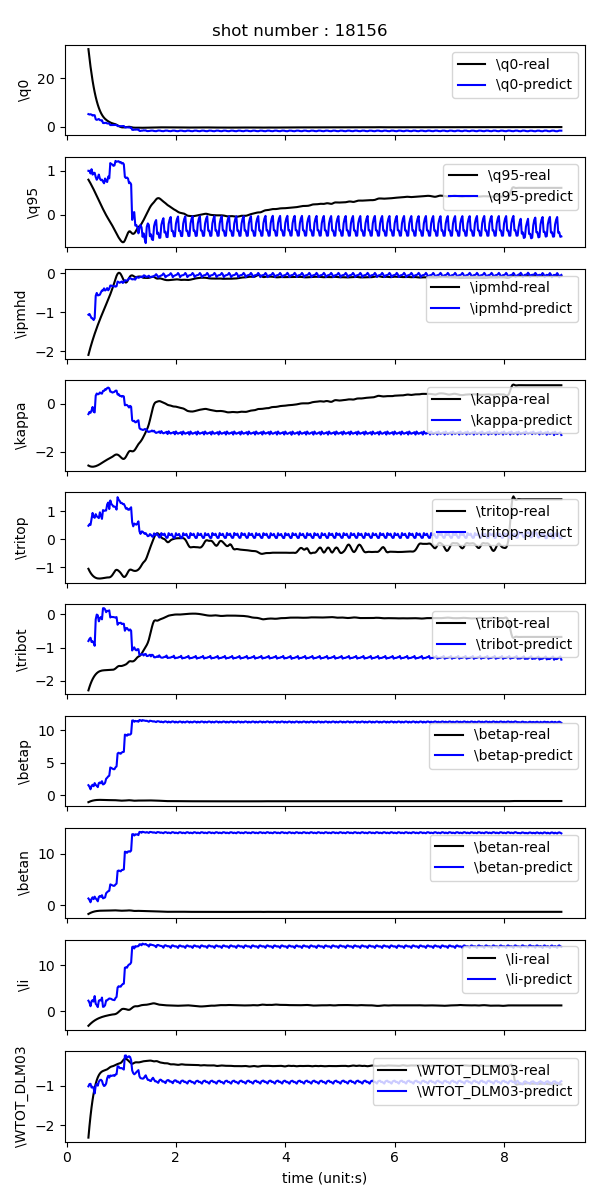 shot number : 18156
\q0
20
0
\q0-real
\q0-predict
\q95
1
0
\q95-real
\q95-predict
\ipmhd
0
−1
−2
\ipmhd-real
\ipmhd-predict
\kappa
0
−2
\kappa-real
\kappa-predict
\tritop
1
0
−1
\tritop-real
\tritop-predict
\tribot
0
−1
−2
\tribot-real
\tribot-predict
\betap
10
5
0
\betap-real
\betap-predict
\betan
10
0
\betan-real
\betan-predict
\li
10
0
\li-real
\li-predict
\WTOT_DLM03
−1
−2
\WTOT_DLM03-real
\WTOT_DLM03-predict
0 2 4 6 8
time (unit:s)